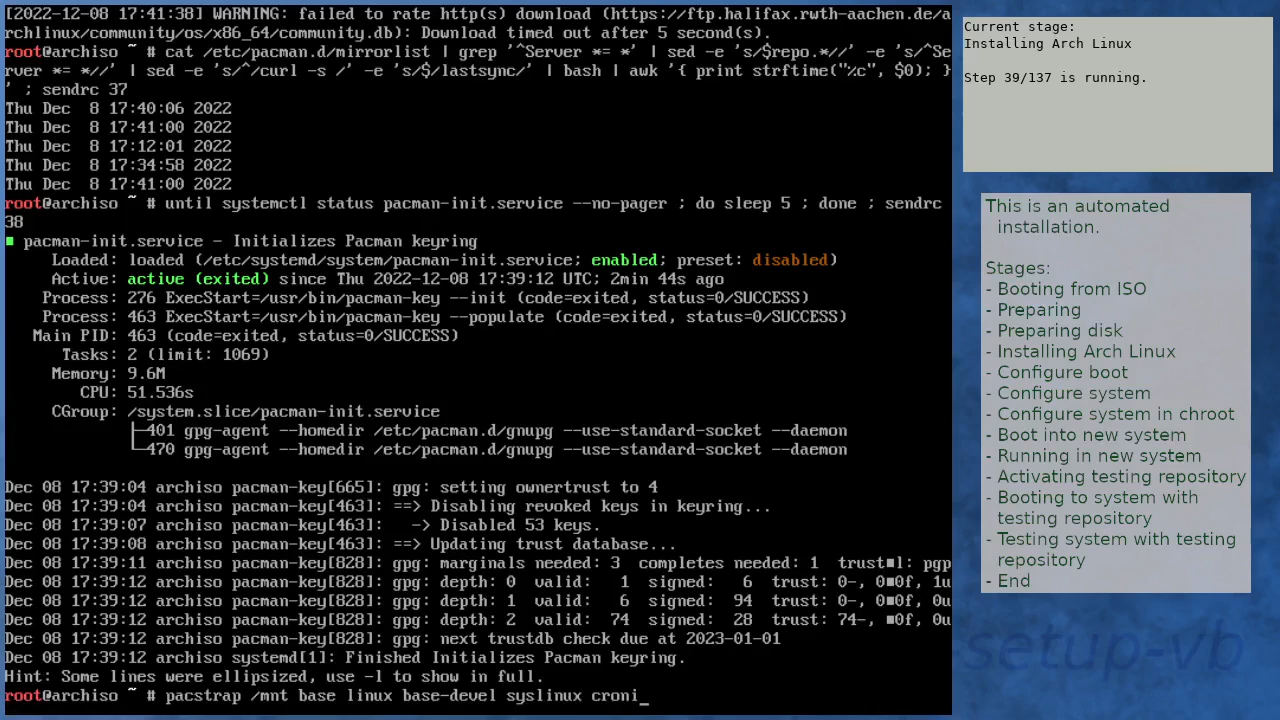 [2022-12-08 17:41:38] WARNING: failed to rate http(s) download (https://ftp.halifax.rwth-aachen.de/a
rchlinux/community/os/x86_64/community.db): Download timed out after 5 second(s).
root@archiso ~ # cat /etc/pacman.d/mirrorlist | grep '^Server *= *' | sed -e 's/$repo.*//' -e 's/^Se
rver *= *//' | sed -e 's/^/curl -s /' -e 's/$/lastsync/' | bash | awk '{ print strftime("%c", $0); }
' ; sendrc 37
Thu Dec  8 17:40:06 2022
Thu Dec  8 17:41:00 2022
Thu Dec  8 17:12:01 2022
Thu Dec  8 17:34:58 2022
Thu Dec  8 17:41:00 2022
root@archiso ~ # until systemctl status pacman-init.service --no-pager ; do sleep 5 ; done ; sendrc
38
■ pacman-init.service - Initializes Pacman keyring
     Loaded: loaded (/etc/systemd/system/pacman-init.service; enabled; preset: disabled)
     Active: active (exited) since Thu 2022-12-08 17:39:12 UTC; 2min 44s ago
    Process: 276 ExecStart=/usr/bin/pacman-key --init (code=exited, status=0/SUCCESS)
    Process: 463 ExecStart=/usr/bin/pacman-key --populate (code=exited, status=0/SUCCESS)
   Main PID: 463 (code=exited, status=0/SUCCESS)
      Tasks: 2 (limit: 1069)
     Memory: 9.6M
        CPU: 51.536s
     CGroup: /system.slice/pacman-init.service
             ├─401 gpg-agent --homedir /etc/pacman.d/gnupg --use-standard-socket --daemon
             └─470 gpg-agent --homedir /etc/pacman.d/gnupg --use-standard-socket --daemon
Dec 08 17:39:04 archiso pacman-key[665]: gpg: setting ownertrust to 4
Dec 08 17:39:04 archiso pacman-key[463]: ==> Disabling revoked keys in keyring...
Dec 08 17:39:07 archiso pacman-key[463]:   -> Disabled 53 keys.
Dec 08 17:39:08 archiso pacman-key[463]: ==> Updating trust database...
Dec 08 17:39:11 archiso pacman-key[828]: gpg: marginals needed: 3  completes needed: 1  trust■l: pgp
Dec 08 17:39:12 archiso pacman-key[828]: gpg: depth: 0  valid:   1  signed:   6  trust: 0-, 0■0f, 1u
Dec 08 17:39:12 archiso pacman-key[828]: gpg: depth: 1  valid:   6  signed:  94  trust: 0-, 0■0f, 0u
Dec 08 17:39:12 archiso pacman-key[828]: gpg: depth: 2  valid:  74  signed:  28  trust: 74-, ■0f, 0u
Dec 08 17:39:12 archiso pacman-key[828]: gpg: next trustdb check due at 2023-01-01
Dec 08 17:39:12 archiso systemd[1]: Finished Initializes Pacman keyring.
Hint: Some lines were ellipsized, use -l to show in full.
root@archiso ~ # pacstrap /mnt base linux base-devel syslinux croni_
Current stage:
Installing Arch Linux
Step 39/137 is running.
This is an automated
installation.
Stages:
- Booting from ISO
- Preparing
- Preparing disk
- Installing Arch Linux
- Configure boot
- Configure system
- Configure system in chroot
- Boot into new system
- Running in new system
- Activating testing repository
- Booting to system with
testing repository
- Testing system with testing
repository
- End
setup-vb